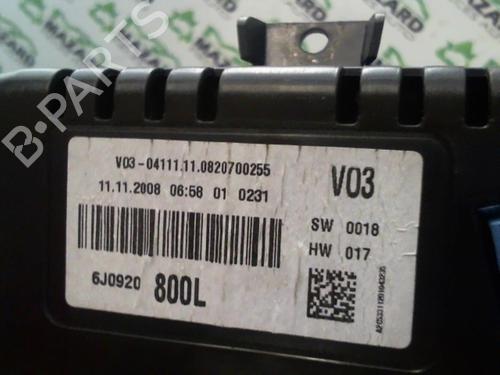 MAZARD
B-PARTS
V03-04111.11.0820700255
11.11.2008 06:58 01 0231
V03
SW 0018
HW 017
6J0920 800L